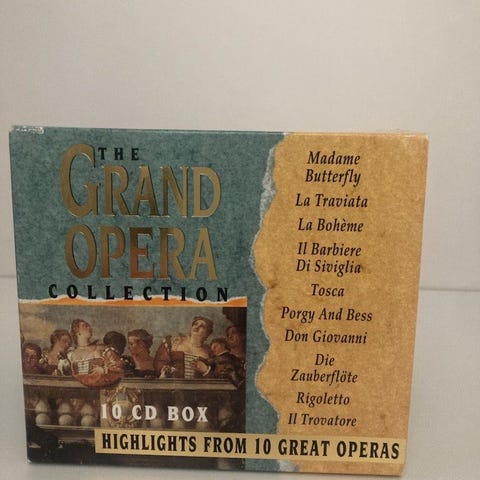 THE
GRAND
OPERA
COLLECTION
10 CD BOX
Madame
Butterfly
La Traviata
La Bohème
Il Barbiere
Di Siviglia
Tosca
Porgy And Bess
Don Giovanni
Die
Zauberflöte
Rigoletto
Il Trovatore
HIGHLIGHTS FROM 10 GREAT OPERAS